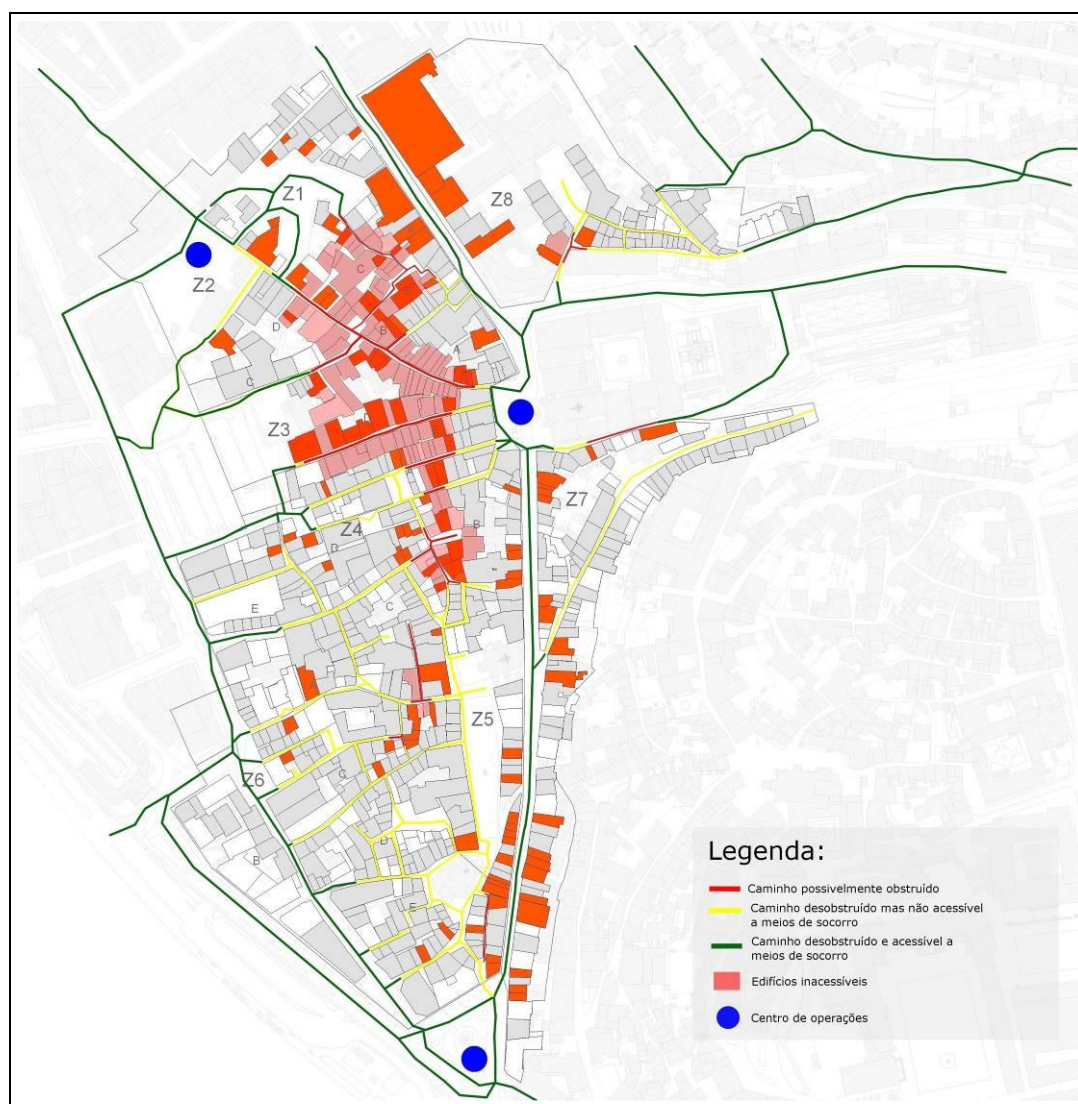 Z1
Z8
C
Z2
D
B
A
C
Z3
D
Z4
B
Z7
D
E
C
Z5
Z6
C
B
D
E
Legenda:
Caminho possivelmente obstruído
Caminho desobstruído mas não acessível
a meios de socorro
Caminho desobstruído e acessível a
meios de socorro
Edifícios inacessíveis
Centro de operações